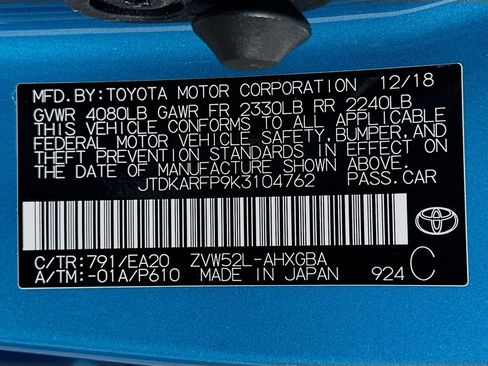 MFD.BY:TOYOTA MOTOR CORPORATION 12/18
GVWR 4080LB GAWR FR 2330LB RR 2240LB
THIS VEHICLE CONFORMS TO ALL APPLICABLE
FEDERAL MOTOR VEHICLE SAFETY,BUMPER,AND
THEFT PREVENTION STANDARDS IN EFFECT ON
THE DATE OF MANUFACTURE SHOWN ABOVE.
JTDKARFP9K3104762 PASS.CAR
C/TR:791/EA20 ZVW52L-AHXGBA
A/TM:-01A/P610 MADE IN JAPAN 924 C
TOYOTA